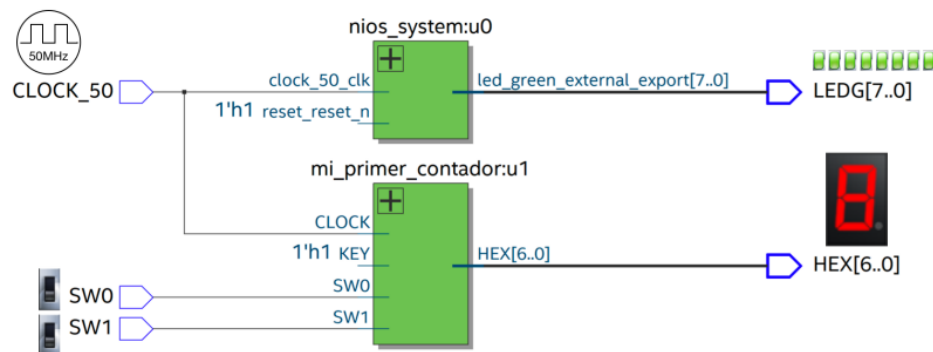 nios_system:u0
50MHz
CLOCK_50
clock_50_clk
led_green_external_export[7..0]
LEDG[7..0]
1'h1 reset_reset_n
mi_primer_contador:u1
CLOCK
1'h1 KEY
HEX[6..0]
HEX[6..0]
SW0
SW0
SW1
SW1